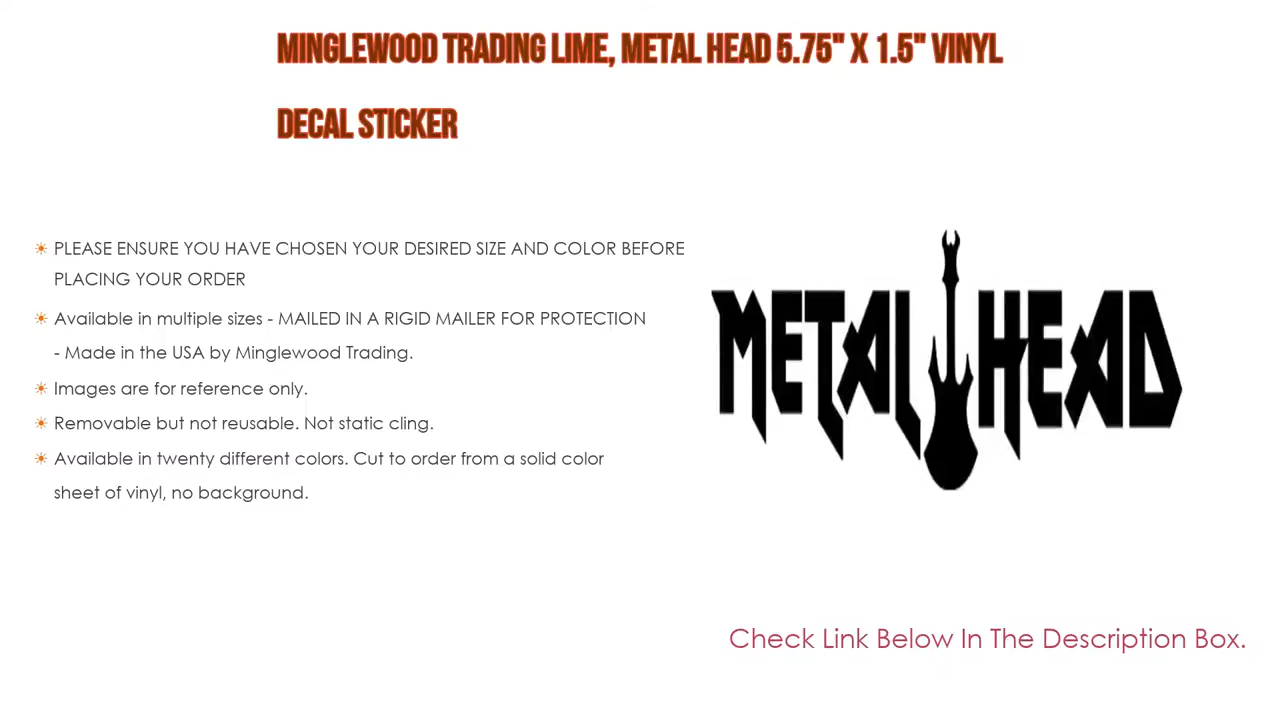 MINGLEWOOD TRADING LIME, METAL HEAD 5.75" X 1.5" VINYL
DECAL STICKER
PLEASE ENSURE YOU HAVE CHOSEN YOUR DESIRED SIZE AND COLOR BEFORE
PLACING YOUR ORDER
Available in multiple sizes - MAILED IN A RIGID MAILER FOR PROTECTION
- Made in the USA by Minglewood Trading.
Images are for reference only.
Removable but not reusable. Not static cling.
Available in twenty different colors. Cut to order from a solid color
sheet of vinyl, no background.
METAL HEAD
Check Link Below In The Description Box.